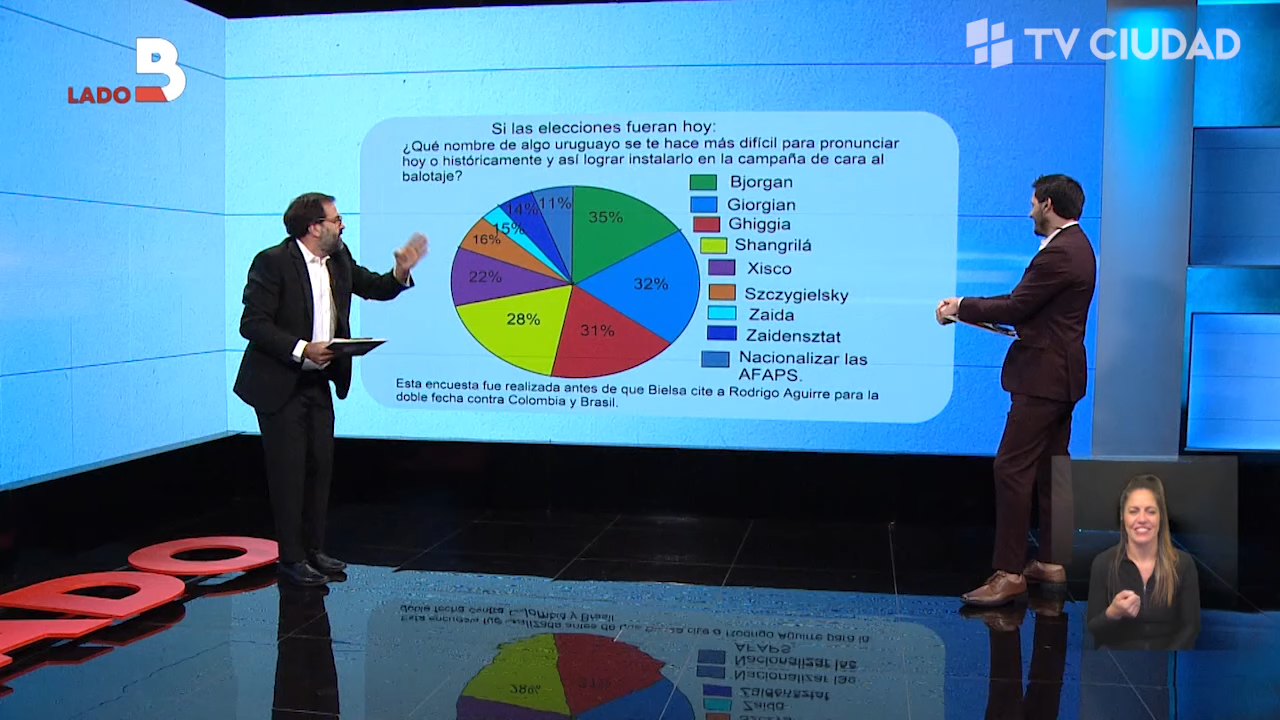 LADO B
TV CIUDAD
Si las elecciones fueran hoy:
¿Qué nombre de algo uruguayo se te hace más difícil para pronunciar
hoy o históricamente y así lograr instalarlo en la campaña de cara al
balotaje?
14%
11%
35%
15%
16%
22%
32%
28%
31%
Bjorgan
Giorgian
Ghiggia
Shangrilá
Xisco
Szczygielsky
Zaida
Zaidensztat
Nacionalizar las
AFAPS.
Esta encuesta fue realizada antes de que Bielsa cite a Rodrigo Aguirre para la
doble fecha contra Colombia y Brasil.
ADO